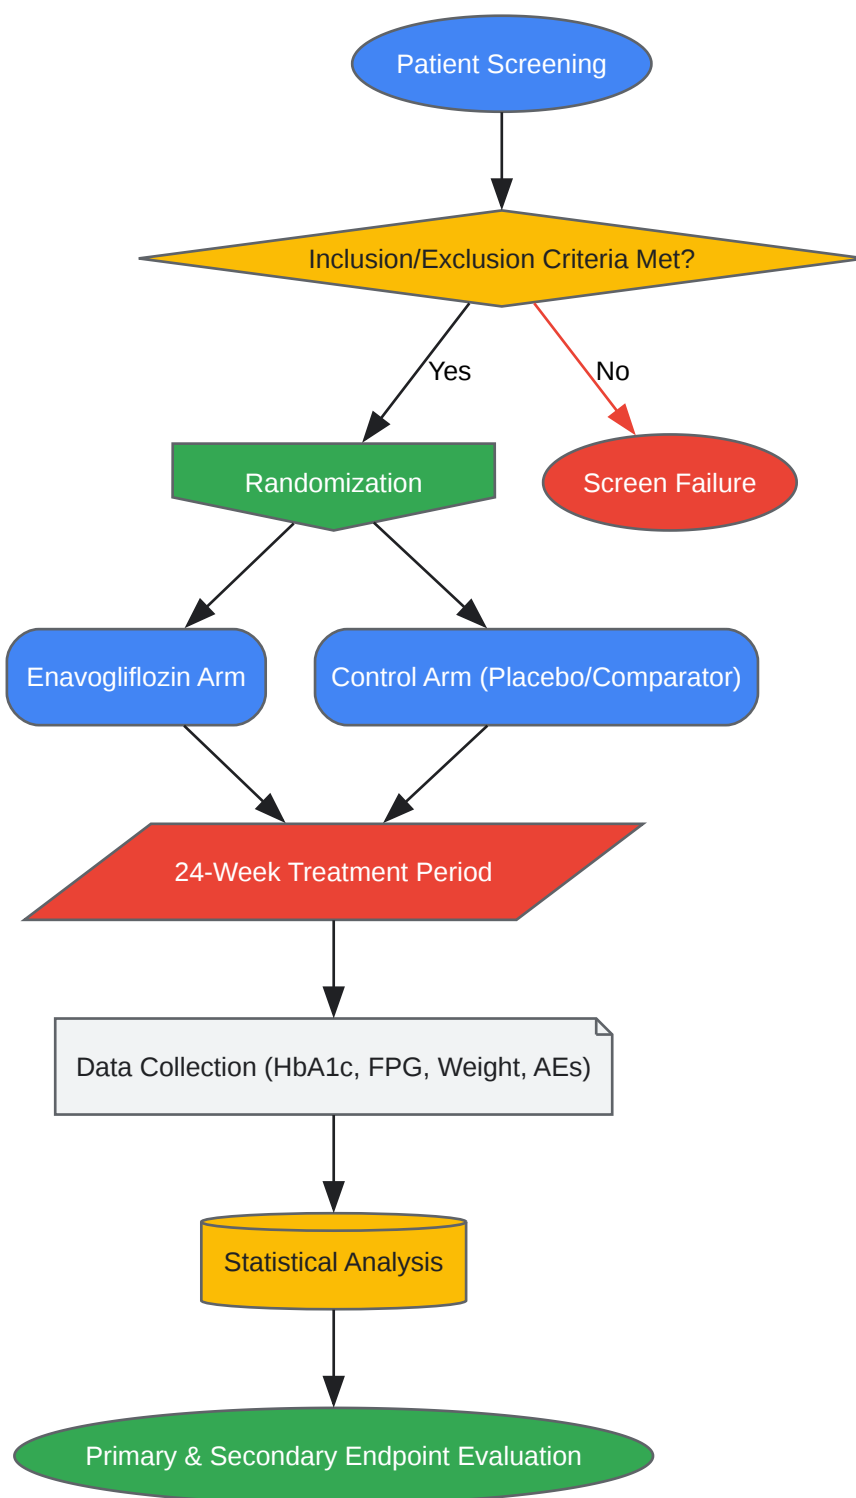 Patient Screening
Inclusion/Exclusion Criteria Met?
Yes
No
Randomization
Screen Failure
Enavogliflozin Arm
Control Arm (Placebo/Comparator)
24-Week Treatment Period
Data Collection (HbA1c, FPG, Weight, AEs)
Statistical Analysis
Primary & Secondary Endpoint Evaluation